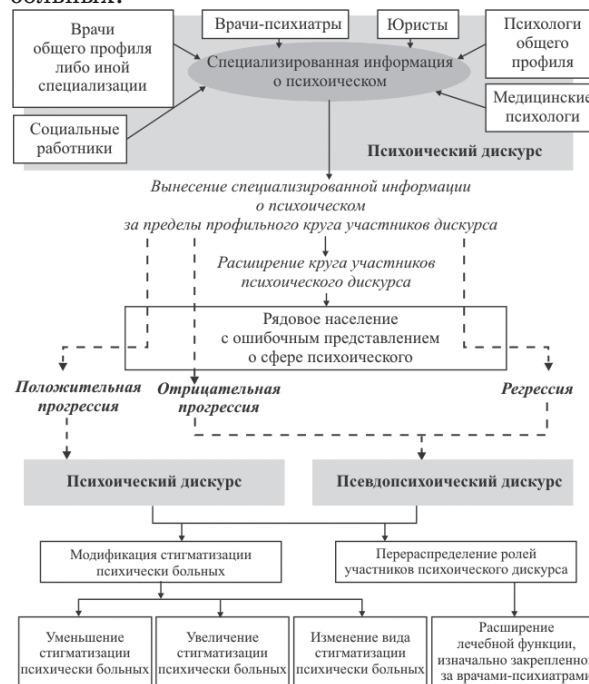 больных.
Врачи
общего профиля
либо иной
специализации
Врачи-психиатры
Юристы
Психологи
общего
профиля
Специализированная информация
о психоическом
Социальные
работники
Медицинские
психологи
Психоический дискурс
Вынесение специализированной информации
о психоическом
за пределы профильного круга участников дискурса
Расширение круга участников
психоического дискурса
Рядовое население
с ошибочным представлением
о сфере психоического
Положительная
прогрессия
Отрицательная
прогрессия
Регрессия
Психоический дискурс
Псевдопсихоический дискурс
Модификация стигматизации
психически больных
Перераспределение ролей
участников психоического дискурса
Уменьшение
стигматизации
психически больных
Увеличение
стигматизации
психически больных
Изменение вида
стигматизации
психически больных
Расширение
лечебной функции,
изначально закрепленной
за врачами-психиатрами